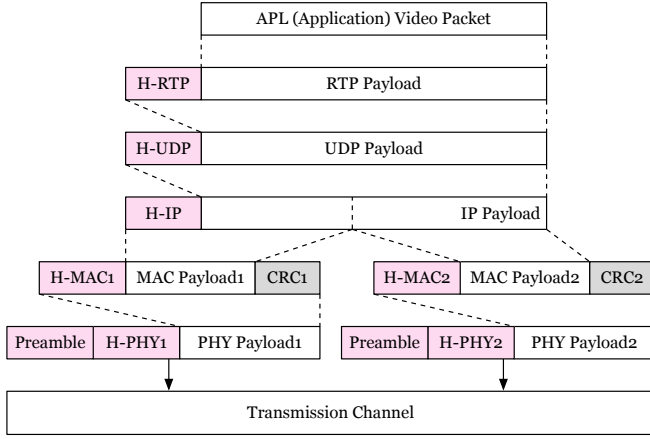 APL (Application) Video Packet
H-RTP RTP Payload
H-UDP UDP Payload
H-IP IP Payload
H-MAC1 MAC Payload1 CRC1 H-MAC2 MAC Payload2 CRC2
Preamble H-PHY1 PHY Payload1 Preamble H-PHY2 PHY Payload2
Transmission Channel